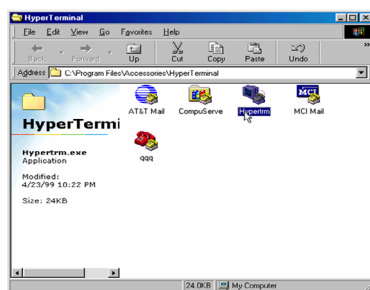 HyperTerminal
File Edit View Go Favorites Help
Back Forward Up Cut Copy Paste Undo
Address C:\Program Files\Accessories\HyperTerminal
HyperTermi
Hypertrm.exe
Application
Modified:
4/23/99 10:22 PM
Size: 24KB
AT&T Mail CompuServe Hypertrm MCI Mail
qqq
24.0KB My Computer